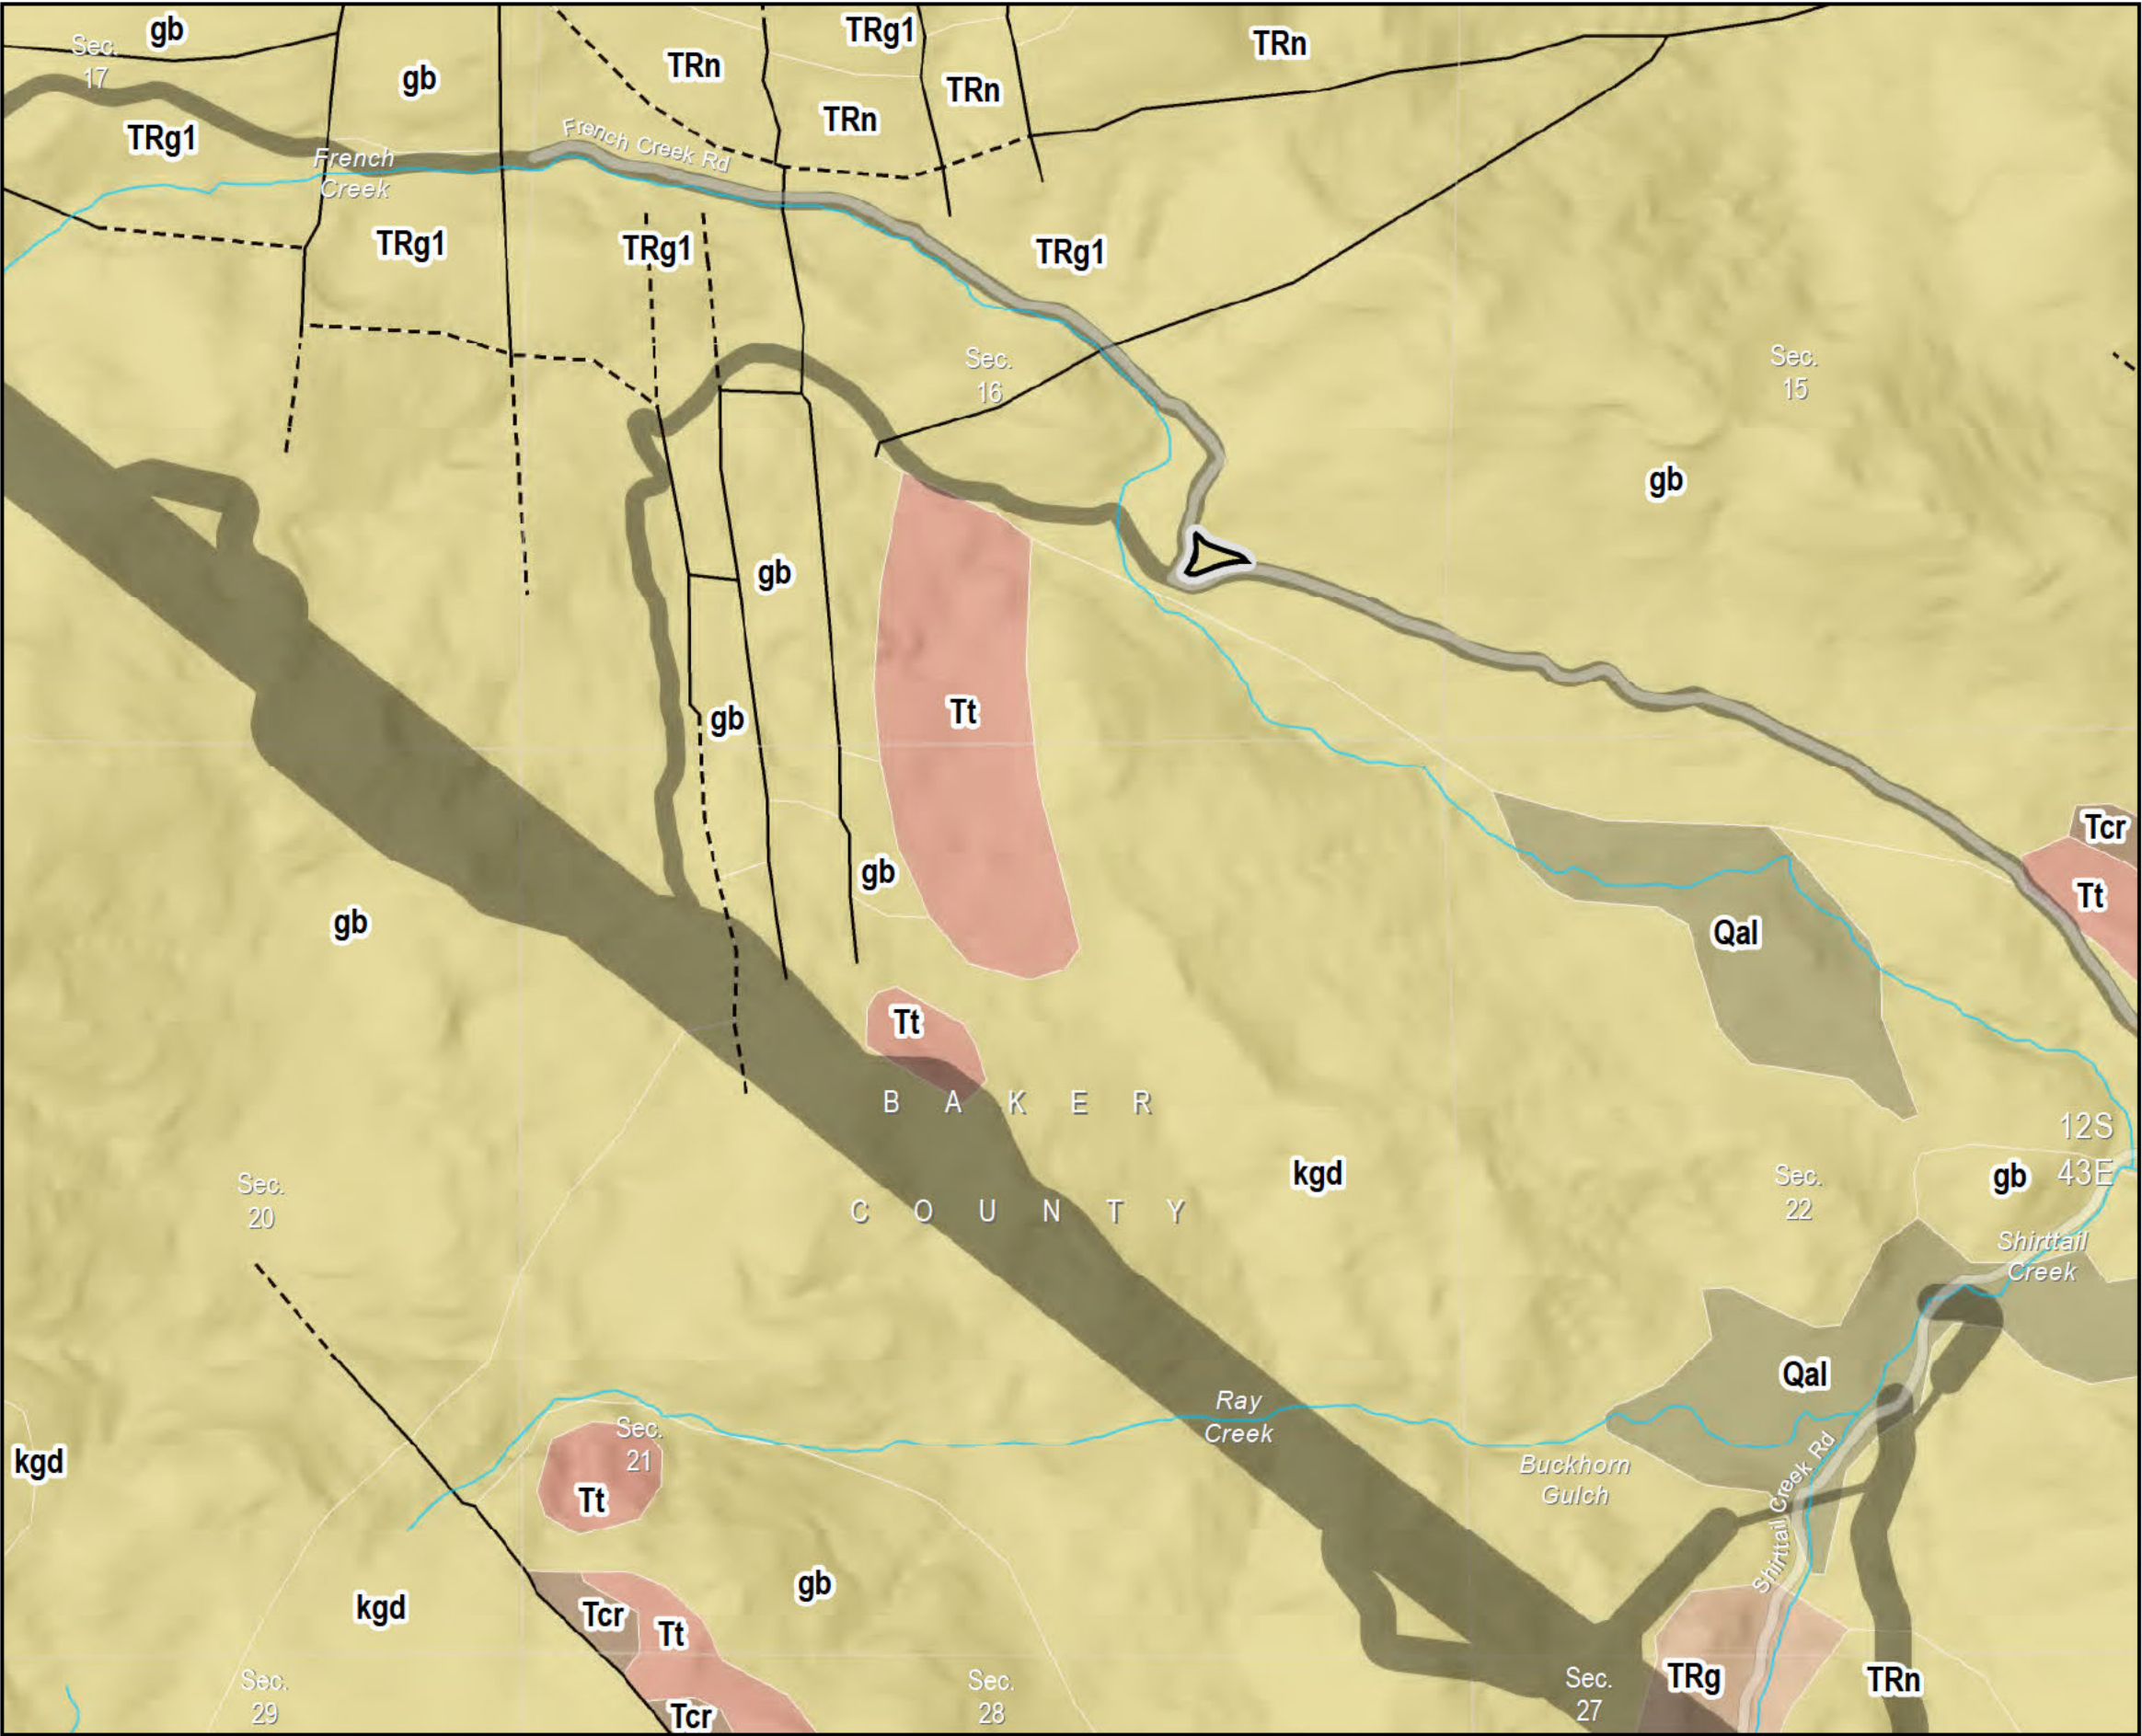 gb
TRg1
TRn
Sec.
17
TRn
gb
TRn
TRn
TRg1
French Creek Rd
French
Creek
TRg1
TRg1
TRg1
Sec.
16
Sec.
15
gb
gb
Tt
gb
Tcr
gb
Tt
gb
Qal
Tt
B A K E R
12S
kgd
gb
43E
Sec.
20
Sec.
22
C O U N T Y
Shirttail
Creek
Qal
Ray
Creek
Sec.
21
kgd
Buckhorn
Gulch
Tt
Shirttail Creek Rd
gb
kgd
Tcr
Tt
TRg
TRn
Sec.
29
Sec.
28
Sec.
27
Tcr